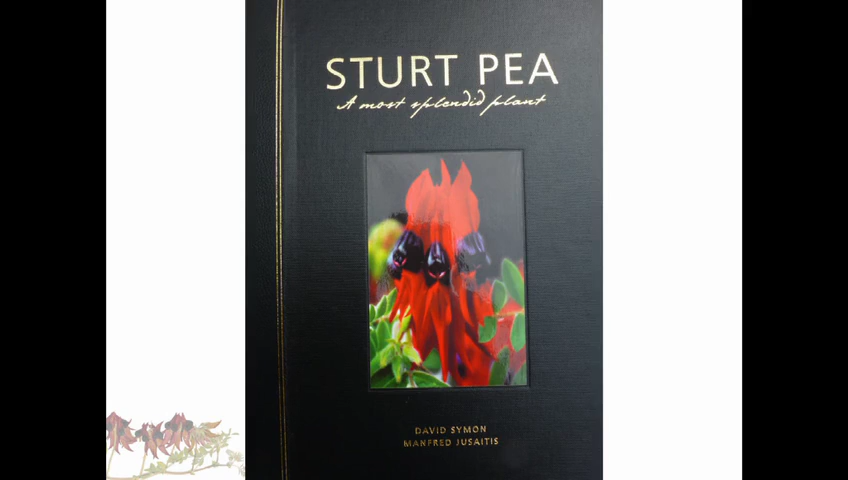 STURT PEA
A most splendid plant
DAVID SYMON
MANFRED JUSAITIS